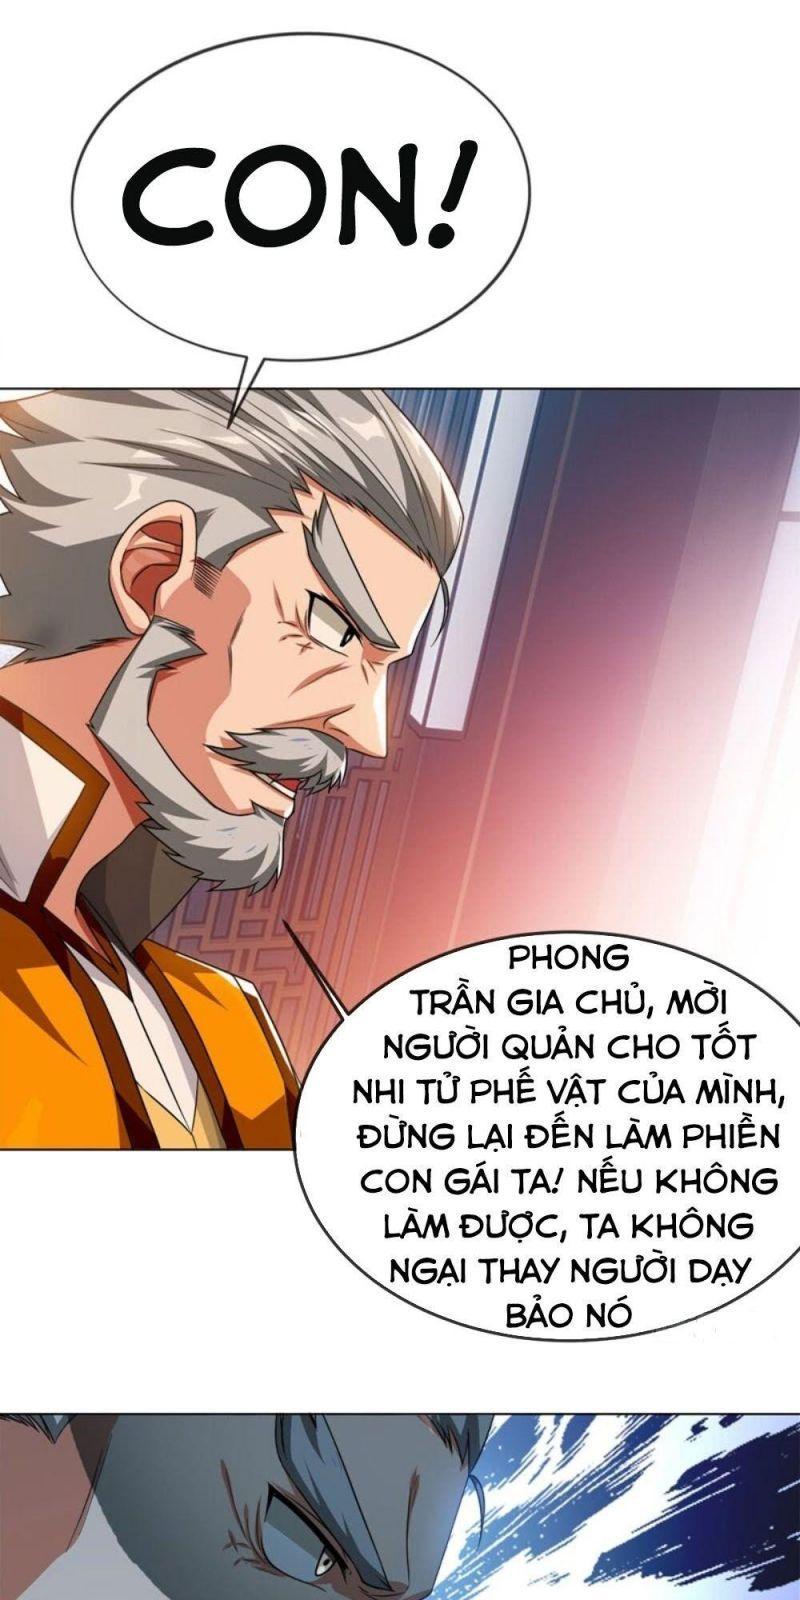 CON!
PHONG
TRẦN GIA CHỦ, MỜI
NGƯỜI QUẢN CHO TỐT
NHI TỬ PHẾ VẬT CỦA MÌNH,
ĐỪNG LẠI ĐẾN LÀM PHIỀN
CON GÁI TA! NẾU KHÔNG
LÀM ĐƯỢC, TA KHÔNG
NGẠI THAY NGƯỜI DẠY
BẢO NÓ